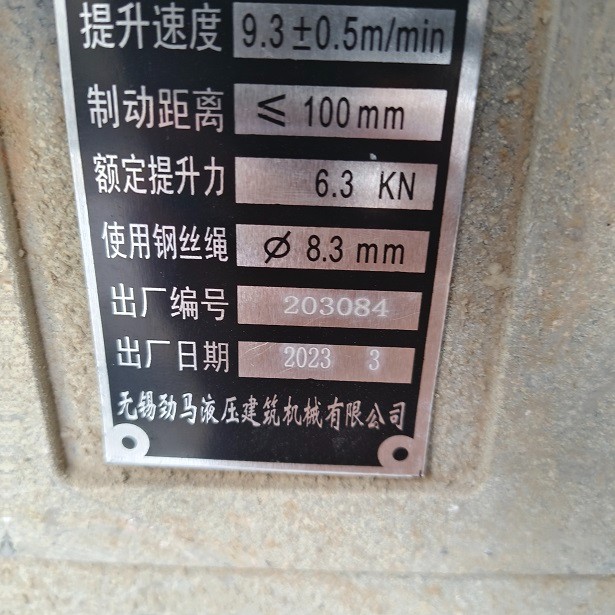 提升速度 9.3±0.5m/min
制动距离 ≤ 100mm
额定提升力 6.3 KN
使用钢丝绳 ϕ 8.3 mm
出厂编号 203084
出厂日期 2023 3
无锡劲马液压建筑机械有限公司